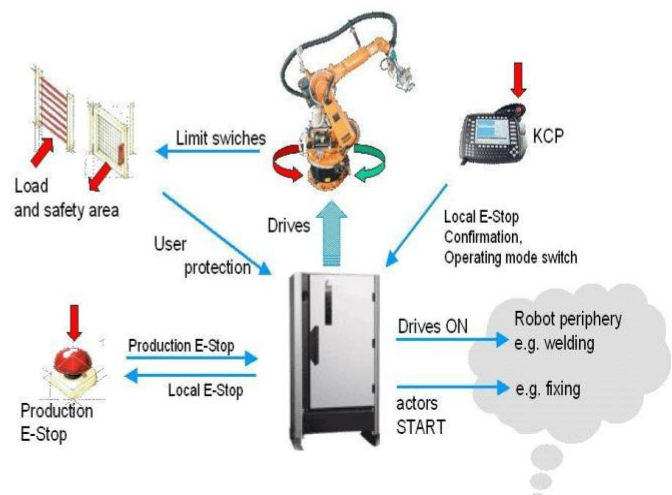 Limit swiches
KCP
Load
and safety area
User
protection
Drives
Local E-Stop
Confirmation,
Operating mode switch
Production E-Stop
Local E-Stop
Production
E-Stop
Drives ON
actors
START
Robot periphery
e.g. welding
e.g. fixing